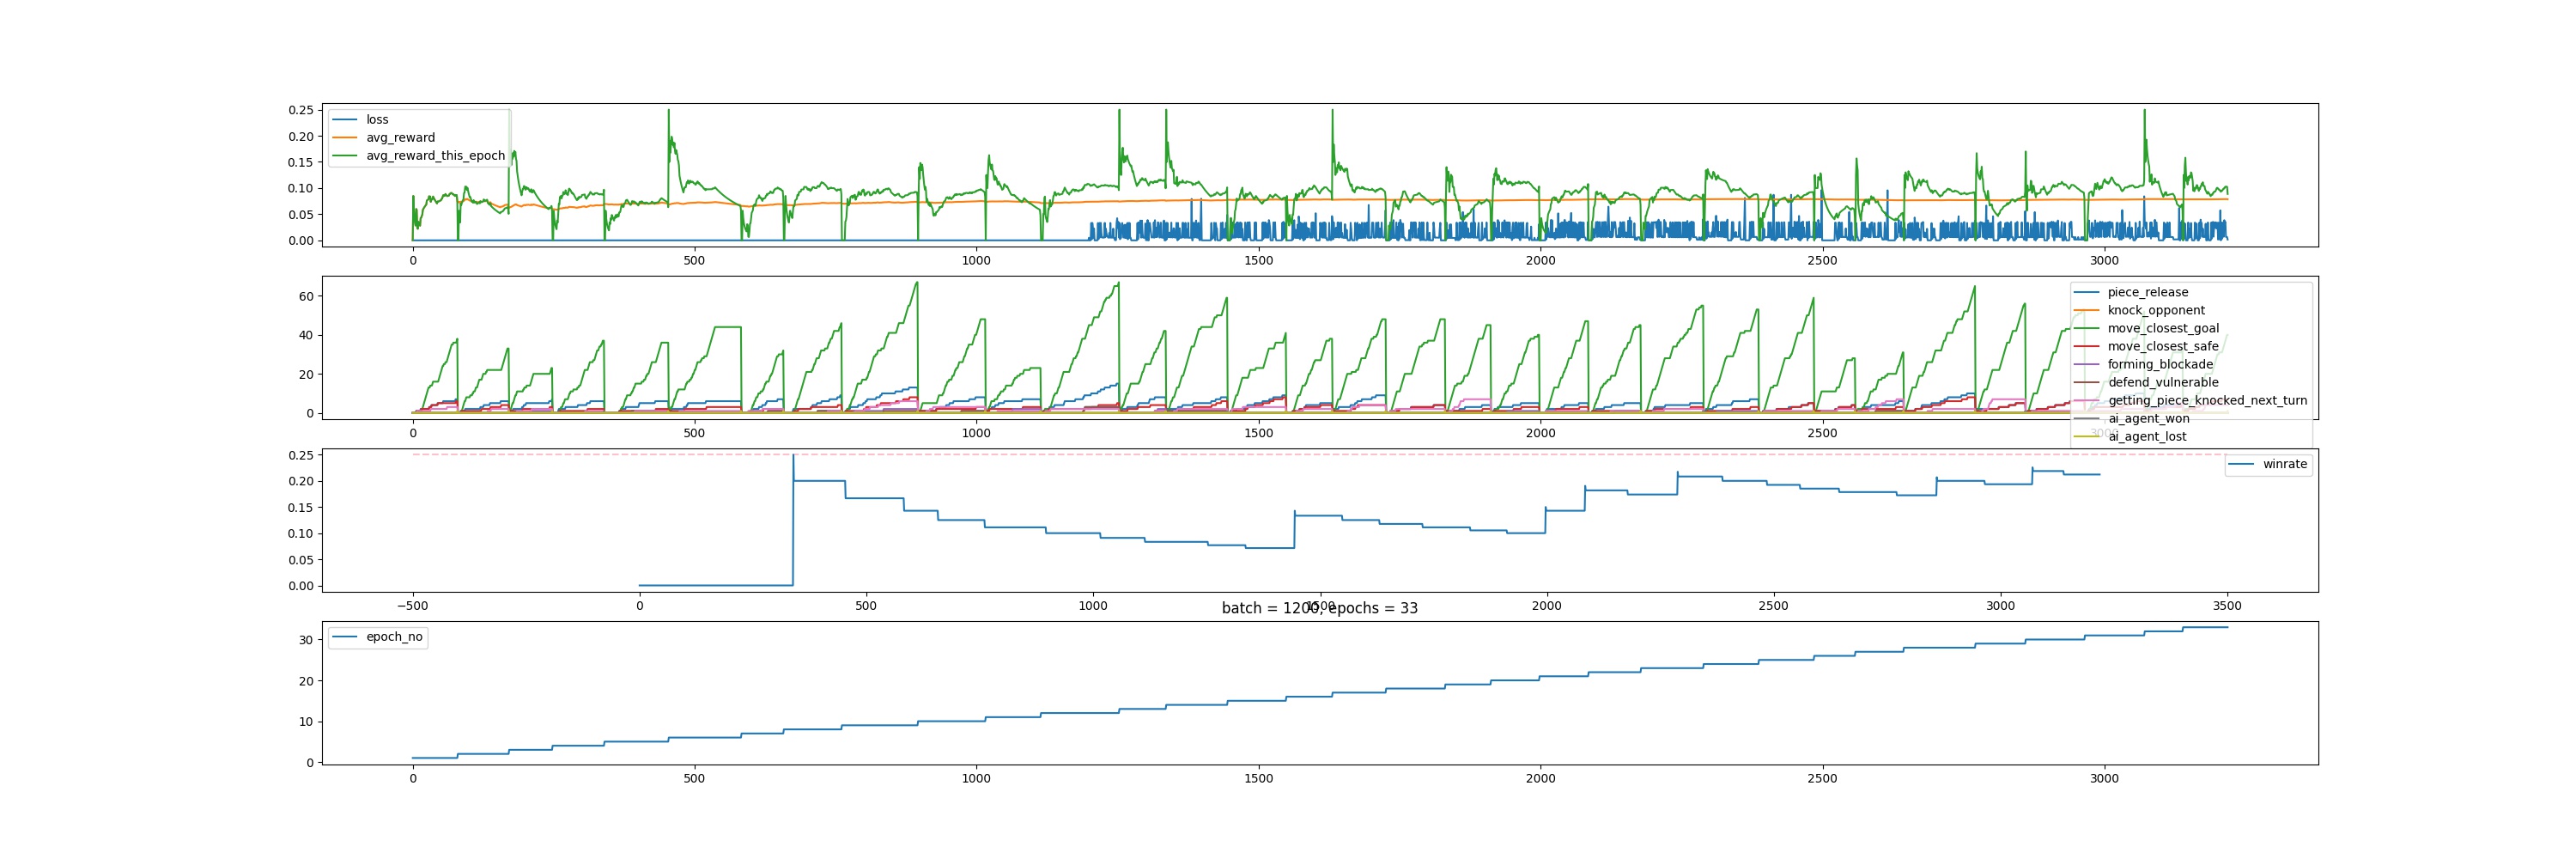 0.25
0.20
0.15
0.10
0.05
0.00
loss
avg_reward
avg_reward_this_epoch
0 500 1000 1500 2000 2500 3000
60
40
20
0
piece_release
knock_opponent
move_closest_goal
move_closest_safe
forming_blockade
defend_vulnerable
getting_piece_knocked_next_turn
ai_agent_won
ai_agent_lost
0 500 1000 1500 2000 2500 3000
0.25
0.20
0.15
0.10
0.05
0.00
winrate
−500 0 500 1000 1500 2000 2500 3000 3500
batch = 1200, epochs = 33
30
20
10
0
epoch_no
0 500 1000 1500 2000 2500 3000